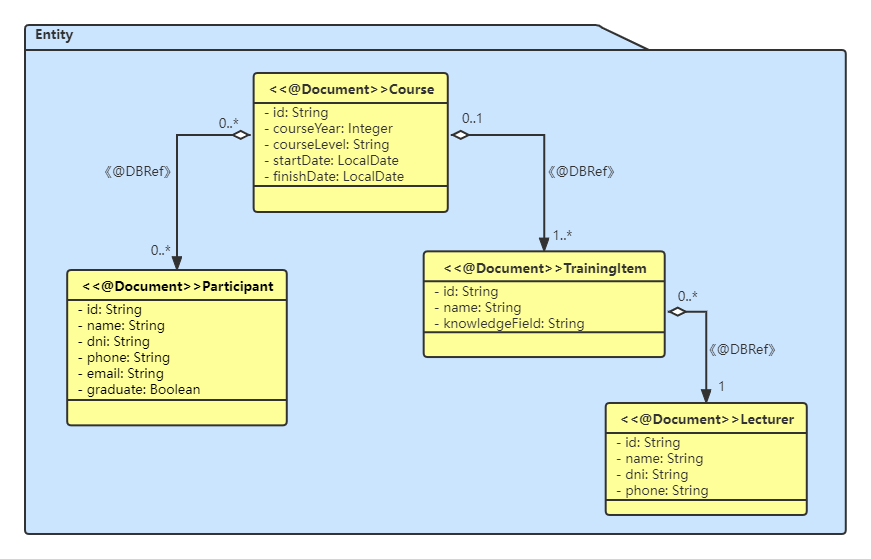 Entity
<<@Document>>Course
- id: String
- courseYear: Integer
- courseLevel: String
- startDate: LocalDate
- finishDate: LocalDate
0..*
0..1
《@DBRef》
《@DBRef》
0..*
1..*
<<@Document>>Participant
- id: String
- name: String
- dni: String
- phone: String
- email: String
- graduate: Boolean
<<@Document>>TrainingItem
- id: String
- name: String
- knowledgeField: String
0..*
《@DBRef》
1
<<@Document>>Lecturer
- id: String
- name: String
- dni: String
- phone: String